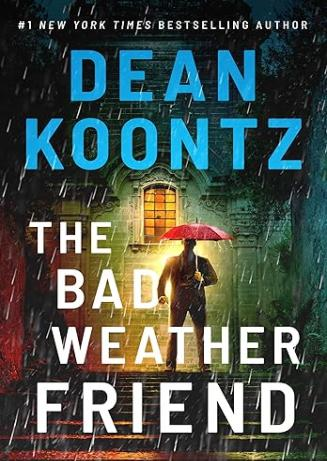 #1 NEW YORK TIMES BESTSELLING AUTHOR
DEAN
KOONTZ
THE
BAD
WEATHER
FRIEND